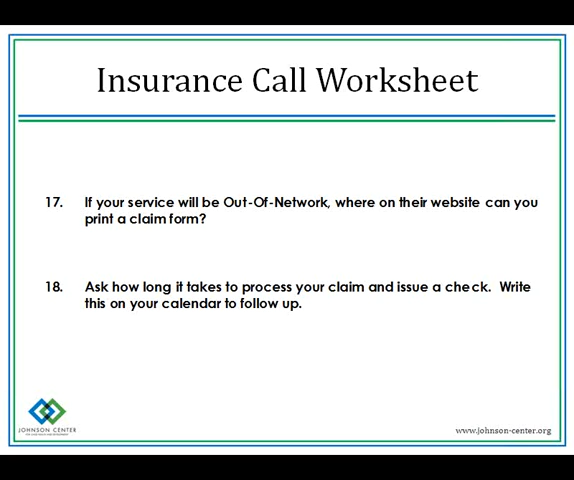 Insurance Call Worksheet
17. If your service will be Out-Of-Network, where on their website can you
print a claim form?
18. Ask how long it takes to process your claim and issue a check. Write
this on your calendar to follow up.
JOHNSON CENTER
www.johnson-center.org